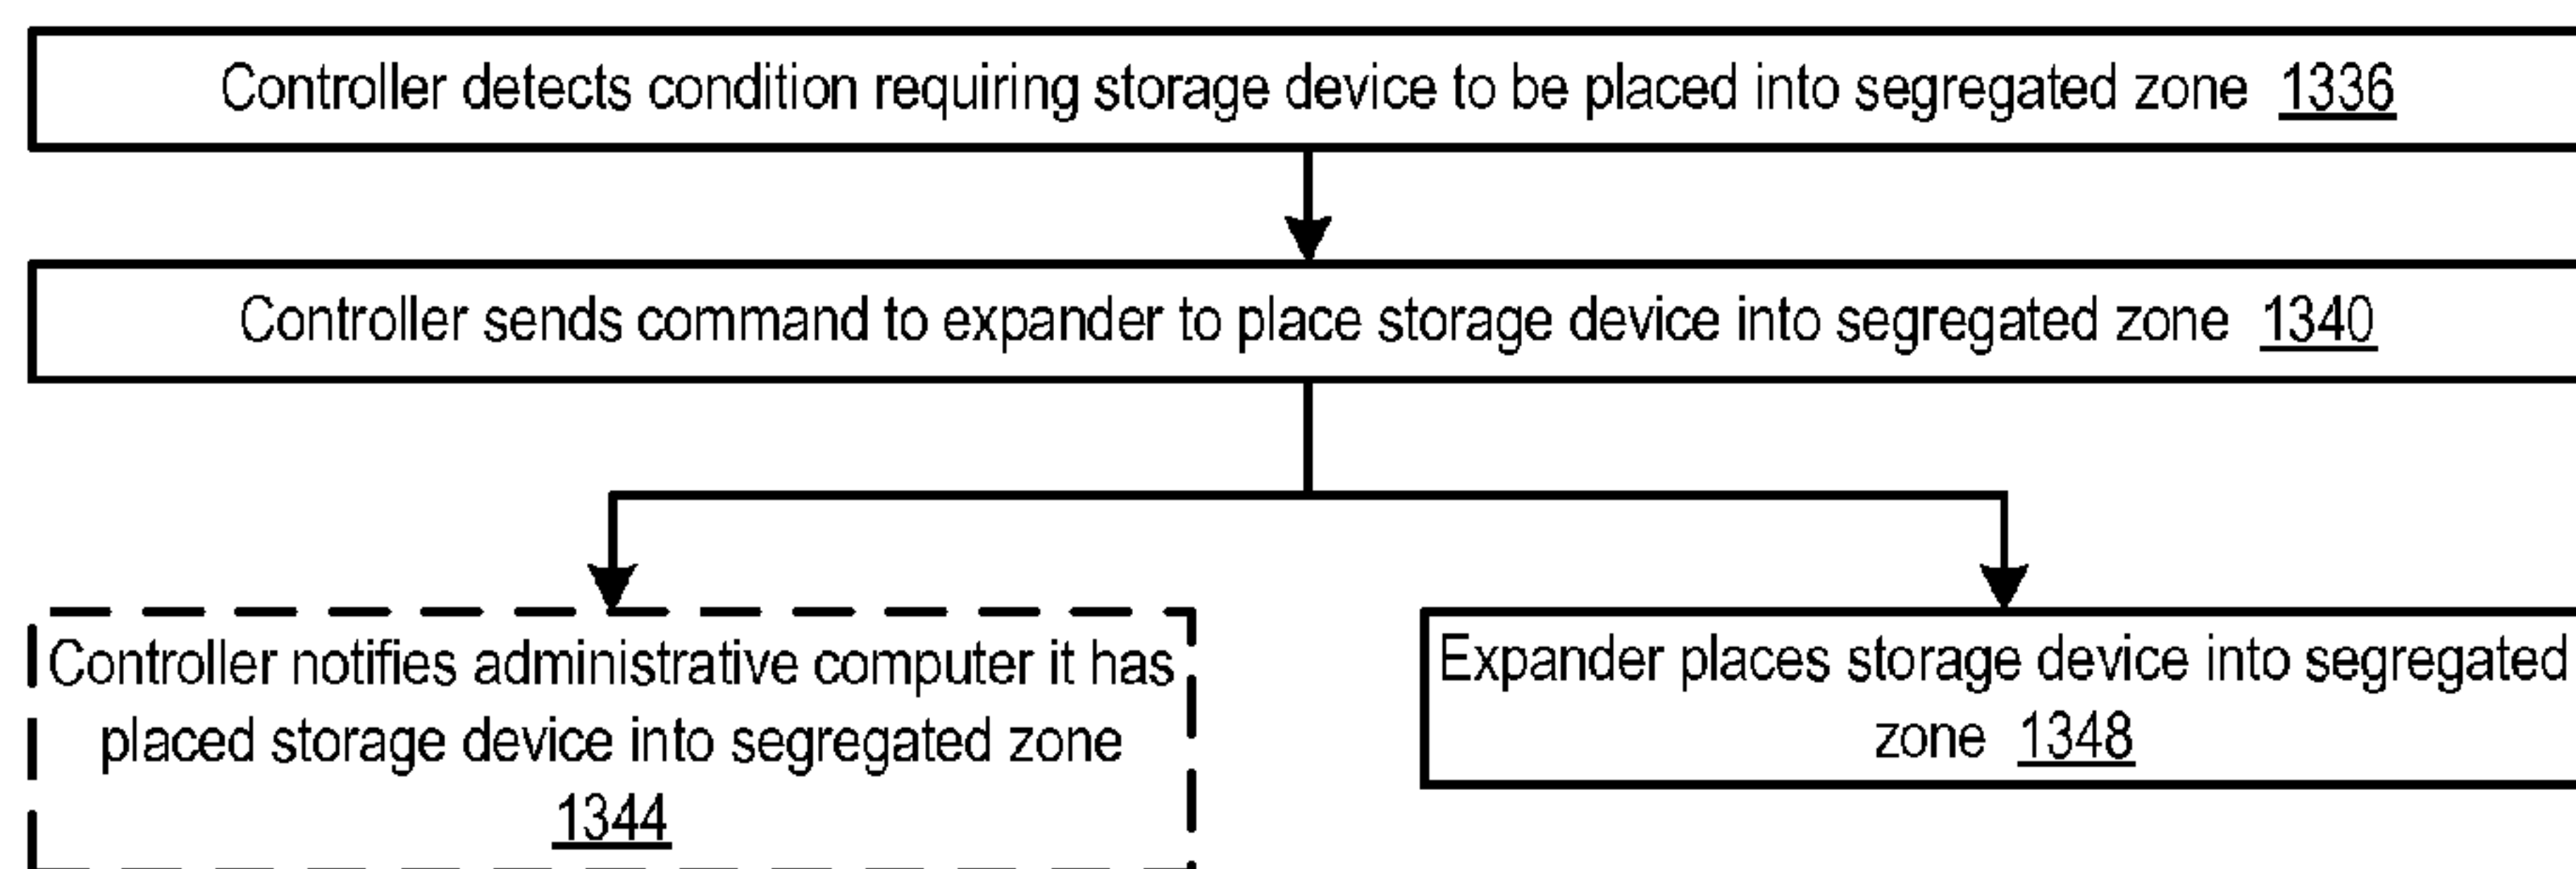 Controller detects condition requiring storage device to be placed into segregated zone 1336
Controller sends command to expander to place storage device into segregated zone 1340
Controller notifies administrative computer it has
placed storage device into segregated zone
1344
Expander places storage device into segregated
zone 1348